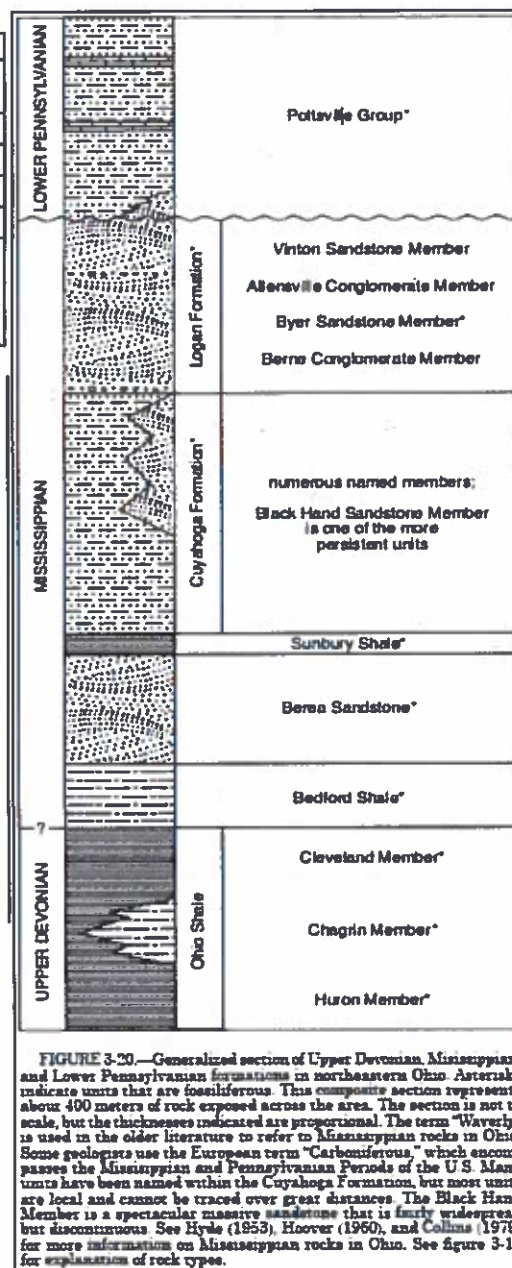 LOWER PENNSYLVANIAN
Pottsville Group*
MISSISSIPPIAN
Logan Formation*
Vinton Sandstone Member
Allensville Conglomerate Member
Byer Sandstone Member*
Berne Conglomerate Member
Cuyahoga Formation*
numerous named members;
Black Hand Sandstone Member
is one of the more
persistent units
Sunbury Shale*
Berea Sandstone*
Bedford Shale*
?
UPPER DEVONIAN
Ohio Shale
Cleveland Member*
Chagrin Member*
Huron Member*
FIGURE 3-20.—Generalized section of Upper Devonian, Missisippian
and Lower Pennsylvanian formations in northeastern Ohio. Asterisk
indicate units that are fossiliferous. This composite section represent
about 400 meters of rock exposed across the area. The section is not t
scale, but the thicknesses indicated are proportional. The term "Waverly
is used in the older literature to refer to Mississippian rocks in Ohio
Some geologists use the European term "Carboniferous," which encom
passes the Missisippian and Pennsylvanian Periods of the U.S. Man
units have been named within the Cuyahoga Formation, but most unit
are local and cannot be traced over great distances. The Black Han
Member is a spectacular massive sandstone that is fairly widesprea
but discontinuous. See Hyde (1953), Hoover (1960), and Collins (1979
for more information on Mississippian rocks in Ohio. See figure 3-1
for explanation of rock types.